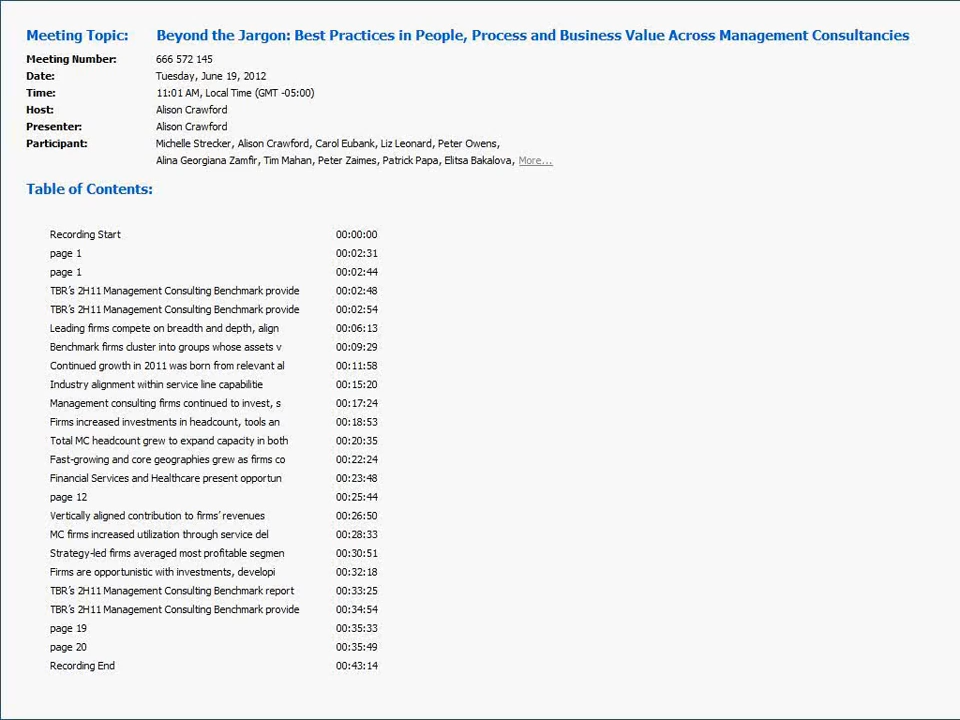 Meeting Topic: Beyond the Jargon: Best Practices in People, Process and Business Value Across Management Consultancies
Meeting Number: 666 572 145
Date: Tuesday, June 19, 2012
Time: 11:01 AM, Local Time (GMT -05:00)
Host: Alison Crawford
Presenter: Alison Crawford
Participant: Michelle Strecker, Alison Crawford, Carol Eubank, Liz Leonard, Peter Owens,
Alina Georgiana Zamfir, Tim Mahan, Peter Zaimes, Patrick Papa, Elitsa Bakalova, More...
Table of Contents:
Recording Start 00:00:00
page 1 00:02:31
page 1 00:02:44
TBR's 2H11 Management Consulting Benchmark provide 00:02:48
TBR's 2H11 Management Consulting Benchmark provide 00:02:54
Leading firms compete on breadth and depth, align 00:06:13
Benchmark firms cluster into groups whose assets v 00:09:29
Continued growth in 2011 was born from relevant al 00:11:58
Industry alignment within service line capabilitie 00:15:20
Management consulting firms continued to invest, s 00:17:24
Firms increased investments in headcount, tools an 00:18:53
Total MC headcount grew to expand capacity in both 00:20:35
Fast-growing and core geographies grew as firms co 00:22:24
Financial Services and Healthcare present opportun 00:23:48
page 12 00:25:44
Vertically aligned contribution to firms' revenues 00:26:50
MC firms increased utilization through service del 00:28:33
Strategy-led firms averaged most profitable segmen 00:30:51
Firms are opportunistic with investments, developi 00:32:18
TBR's 2H11 Management Consulting Benchmark report 00:33:25
TBR's 2H11 Management Consulting Benchmark provide 00:34:54
page 19 00:35:33
page 20 00:35:49
Recording End 00:43:14